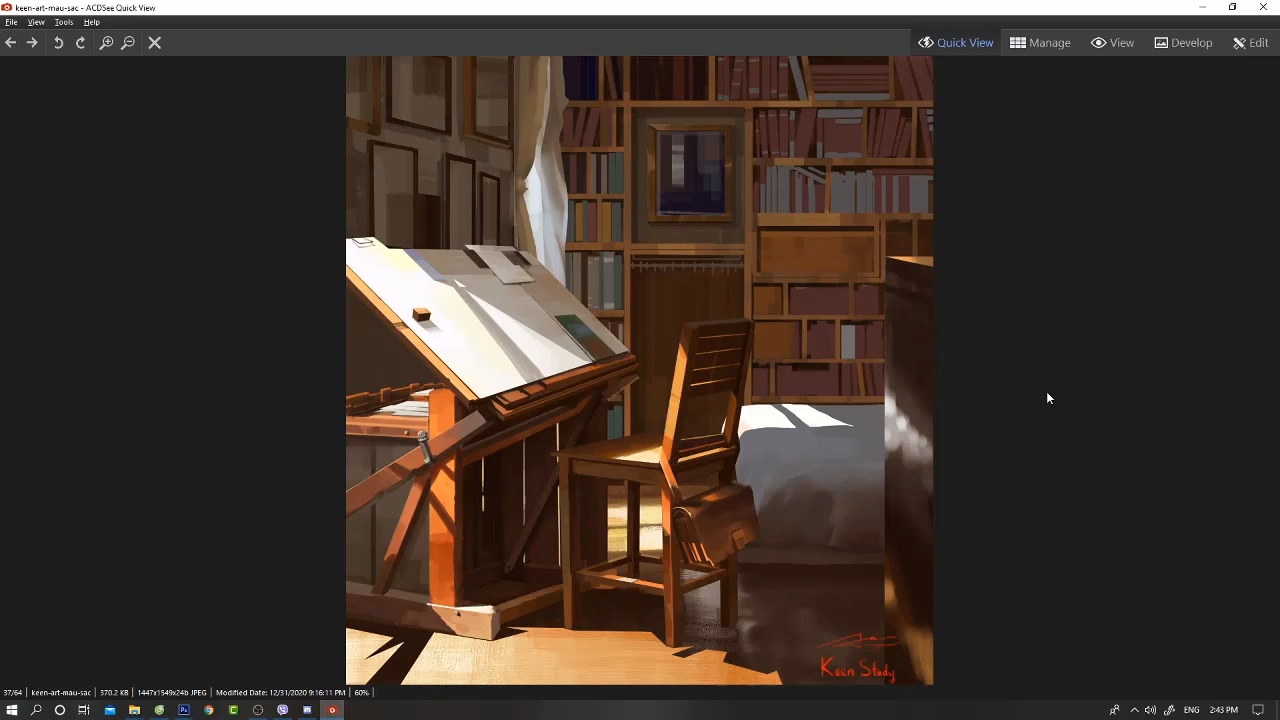 keen-art-mau-sac - ACDSee Quick View
File View Tools Help
Quick View Manage View Develop Edit
Keen Study
37/64 keen-art-mau-sac 370.2 KB 1447x1549x24b JPEG Modified Date: 12/31/2020 9:16:11 PM 60%
ENG 2:43 PM